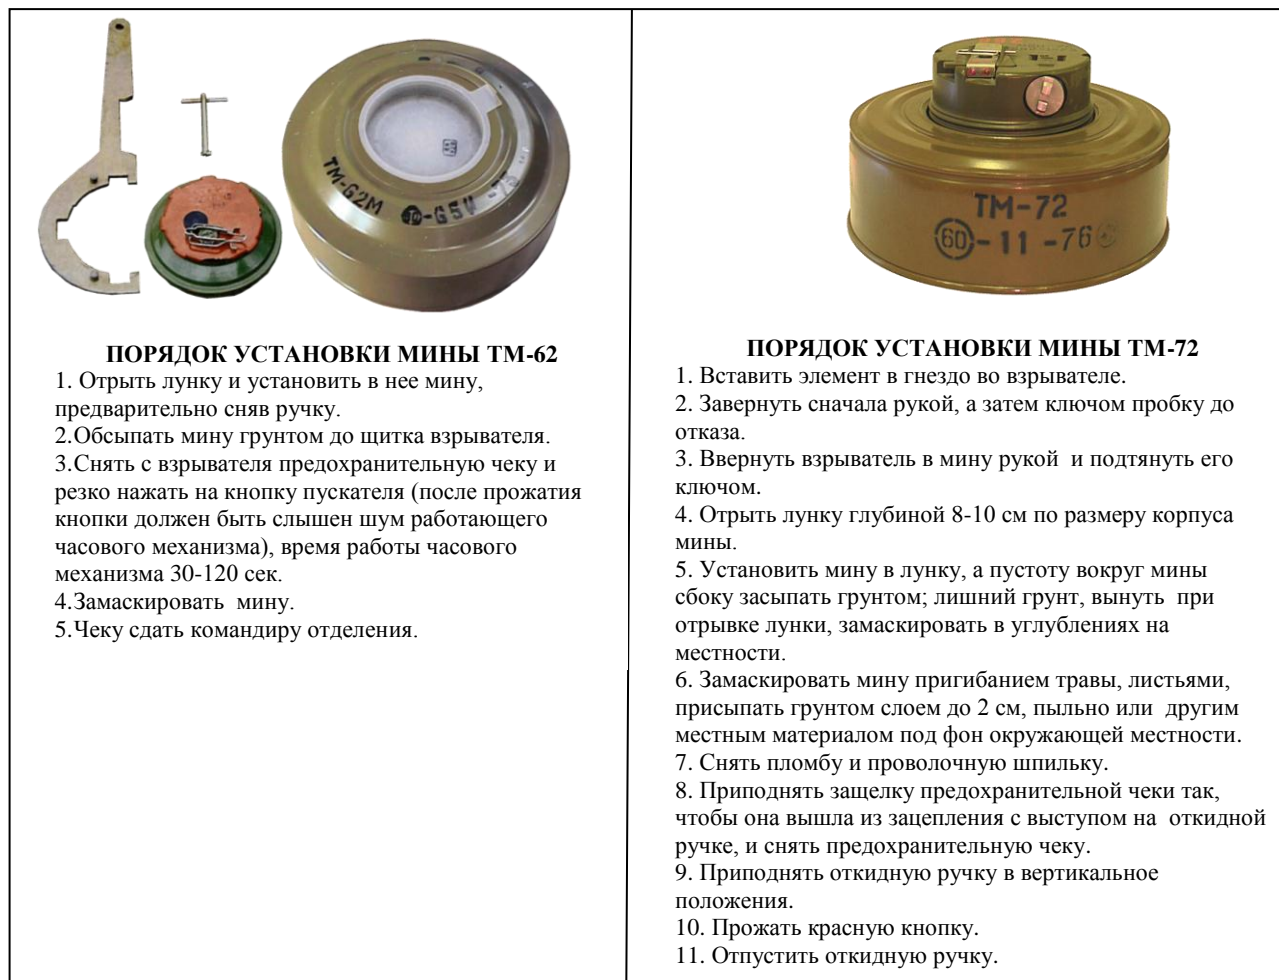 ТМ-62М 
-75
ПОРЯДОК УСТАНОВКИ МИНЫ ТМ-62
1. Отрыть лунку и установить в нее мину,
предварительно сняв ручку.
2.Обсыпать мину грунтом до щитка взрывателя.
3.Снять с взрывателя предохранительную чеку и
резко нажать на кнопку пускателя (после прожатия
кнопки должен быть слышен шум работающего
часового механизма), время работы часового
механизма 30-120 сек.
4.Замаскировать  мину.
5.Чеку сдать командиру отделения.
ТМ-72
60-11-76
ПОРЯДОК УСТАНОВКИ МИНЫ ТМ-72
1. Вставить элемент в гнездо во взрывателе.
2. Завернуть сначала рукой, а затем ключом пробку до
отказа.
3. Ввернуть взрыватель в мину рукой  и подтянуть его
ключом.
4. Отрыть лунку глубиной 8-10 см по размеру корпуса
мины.
5. Установить мину в лунку, а пустоту вокруг мины
сбоку засыпать грунтом; лишний грунт, вынуть  при
отрывке лунки, замаскировать в углублениях на
местности.
6. Замаскировать мину пригибанием травы, листьями,
присыпать грунтом слоем до 2 см, пыльно или  другим
местным материалом под фон окружающей местности.
7. Снять пломбу и проволочную шпильку.
8. Приподнять защелку предохранительной чеки так,
чтобы она вышла из зацепления с выступом на  откидной
ручке, и снять предохранительную чеку.
9. Приподнять откидную ручку в вертикальное
положения.
10. Прожать красную кнопку.
11. Отпустить откидную ручку.